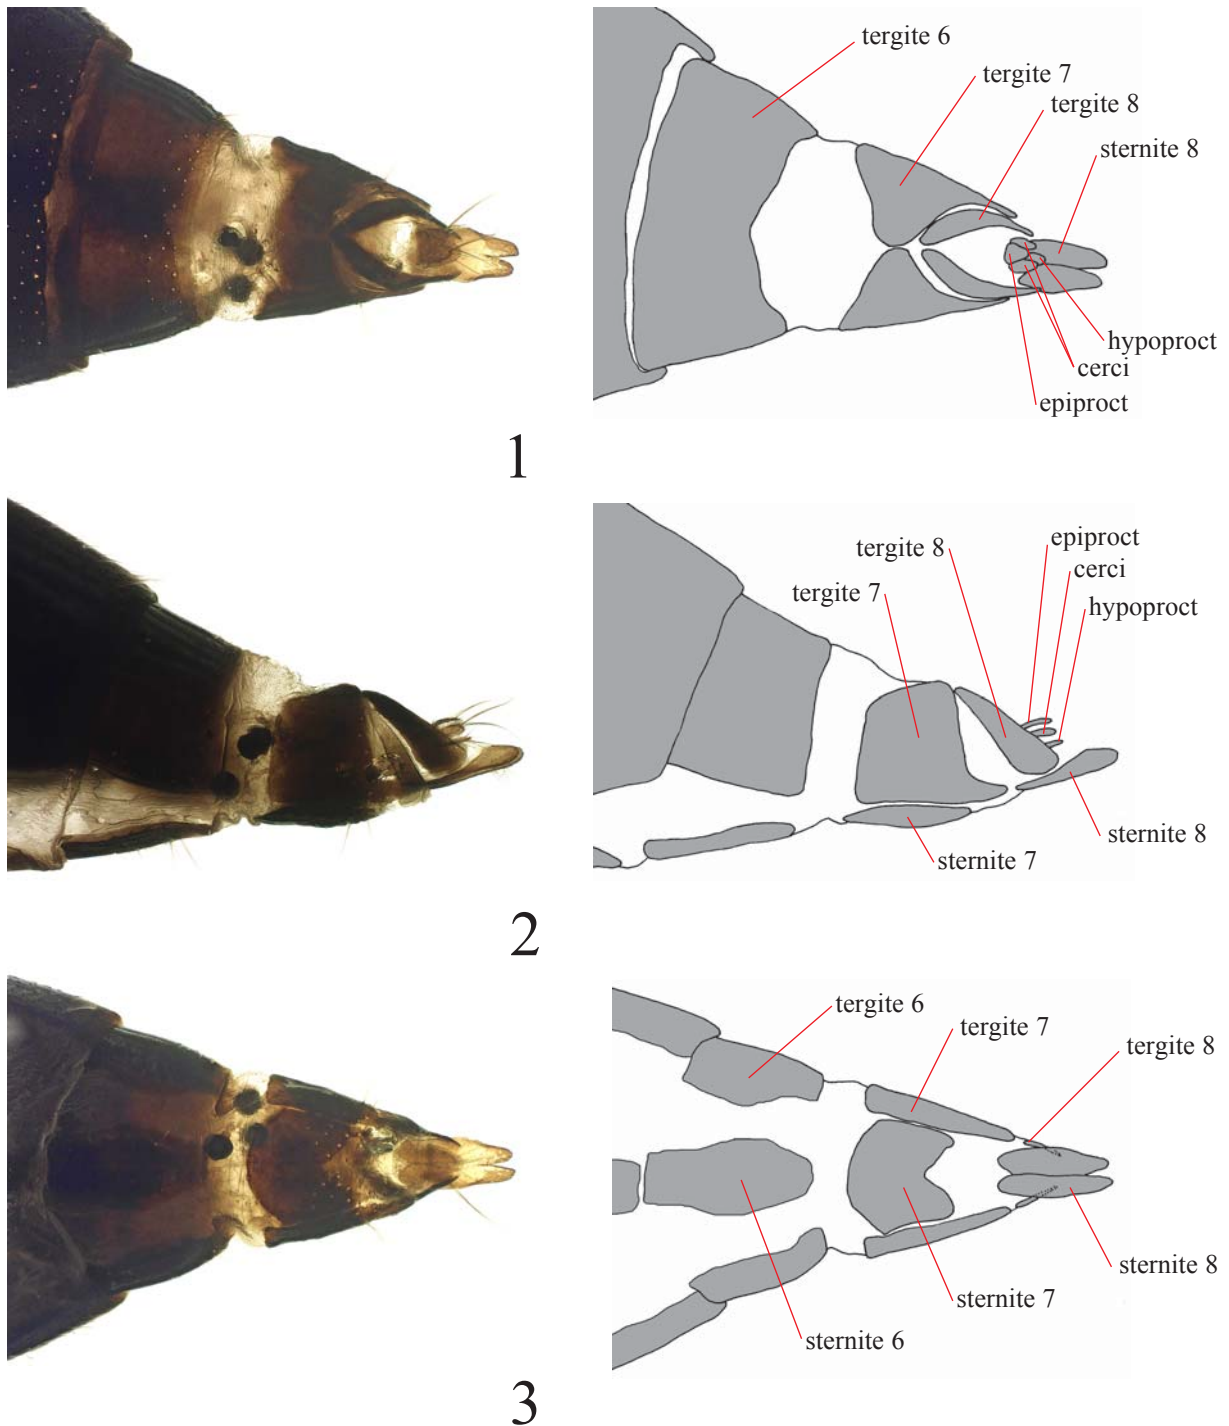 tergite 6
tergite 7
tergite 8
sternite 8
hypoproct
cerci
epiproct
1
epiproct
tergite 8
cerci
tergite 7
hypoproct
sternite 8
sternite 7
2
tergite 6
tergite 7
tergite 8
sternite 8
sternite 7
sternite 6
3